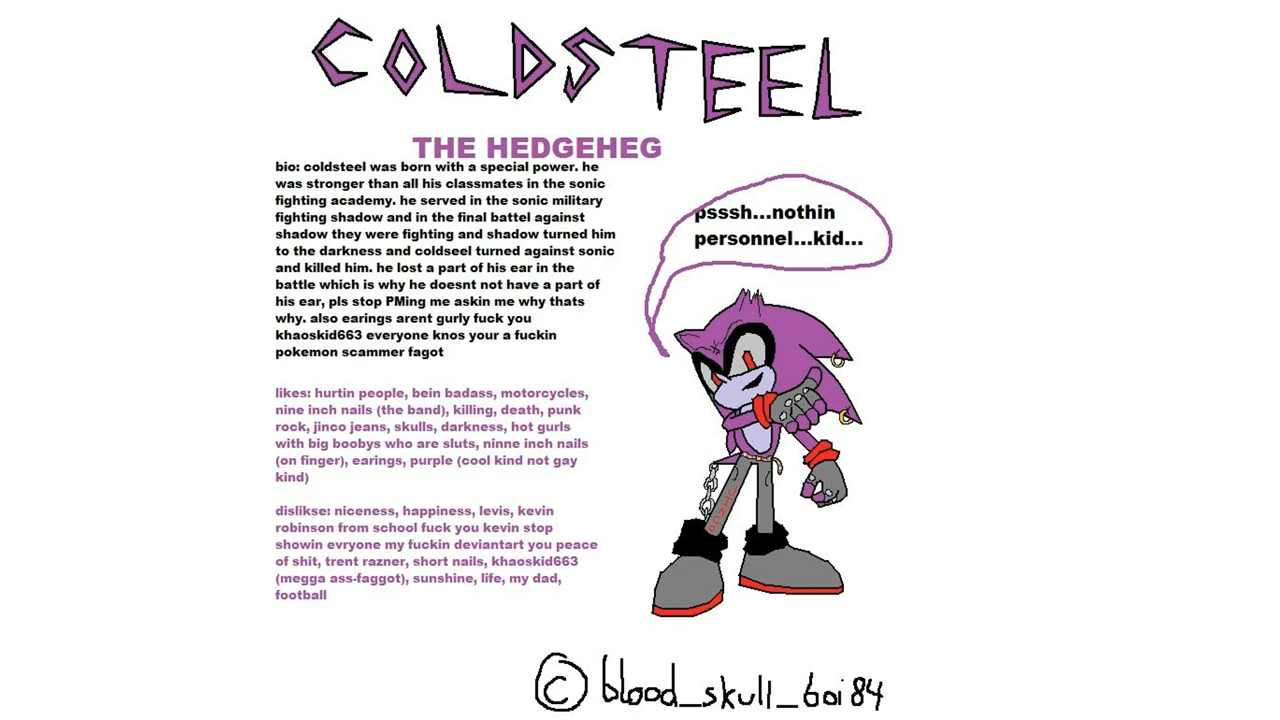 COLDSTEEL
THE HEDGEHEG
bio: coldsteel was born with a special power. he
was stronger than all his classmates in the sonic
fighting academy. he served in the sonic military
fighting shadow and in the final battel against
shadow they were fighting and shadow turned him
to the darkness and coldseel turned against sonic
and killed him. he lost a part of his ear in the
battle which is why he doesnt not have a part of
his ear, pls stop PMing me askin me why thats
why. also earings arent gurly fuck you
khaoskid663 everyone knos your a fuckin
pokemon scammer fagot
likes: hurtin people, bein badass, motorcycles,
nine inch nails (the band), killing, death, punk
rock, jinco jeans, skulls, darkness, hot gurls
with big boobys who are sluts, ninne inch nails
(on finger), earings, purple (cool kind not gay
kind)
dislikse: niceness, happiness, levis, kevin
robinson from school fuck you kevin stop
showin evryone my fuckin deviantart you peace
of shit, trent razner, short nails, khaoskid663
(megga ass-faggot), sunshine, life, my dad,
football
psssh...nothin
personnel...kid...
© blood_skull_boi84